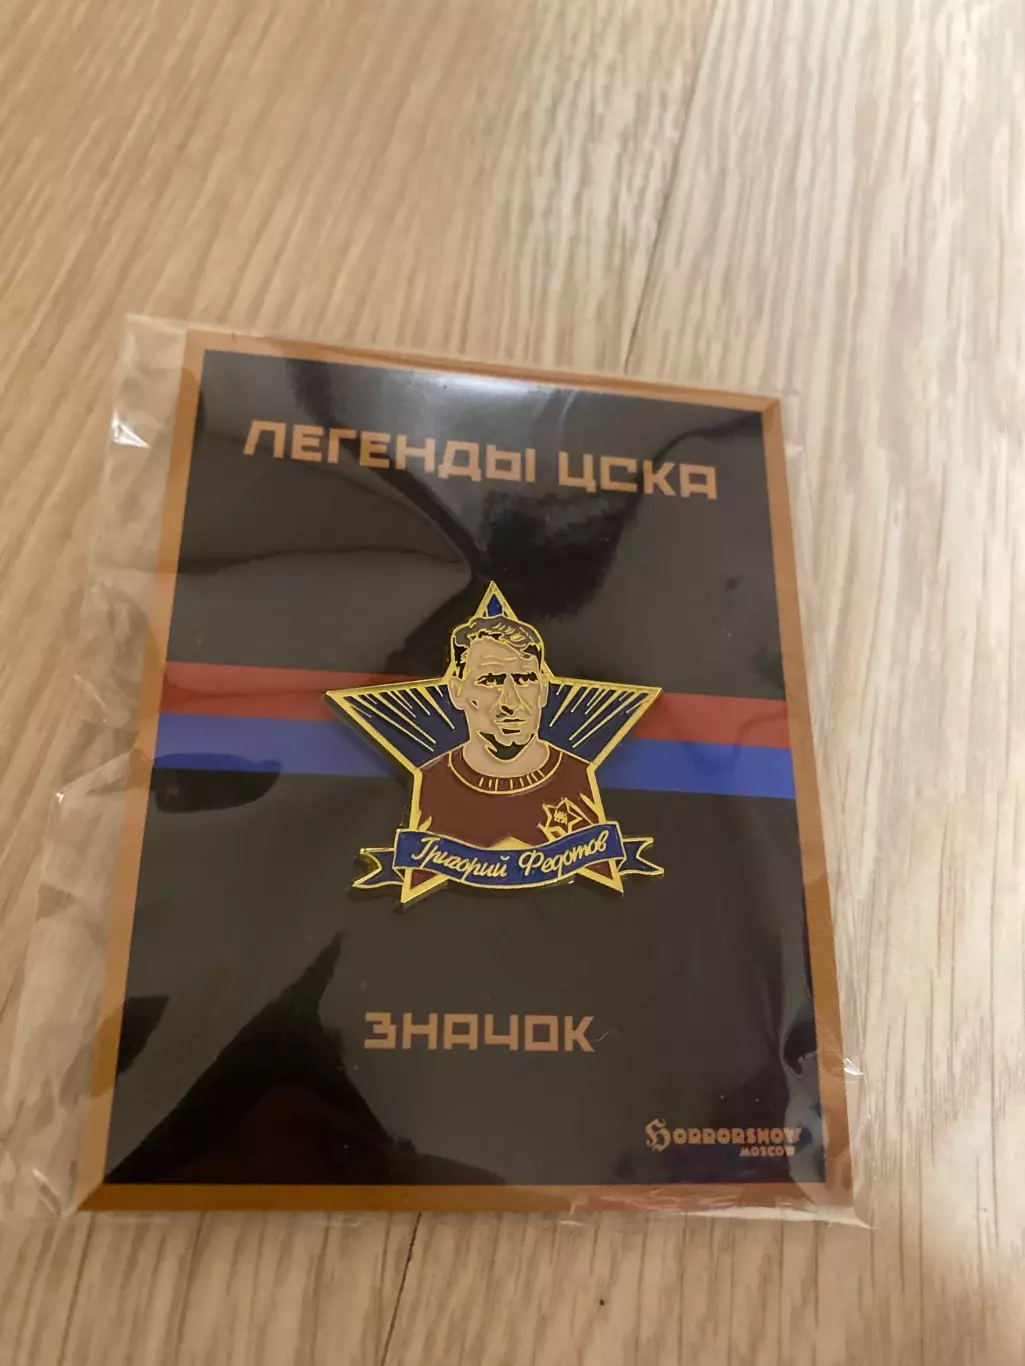 ЛЕГЕНДЫ ЦСКА
Григорий Федотов
ЗНАЧОК
HORRORSHOW
MOSCOW